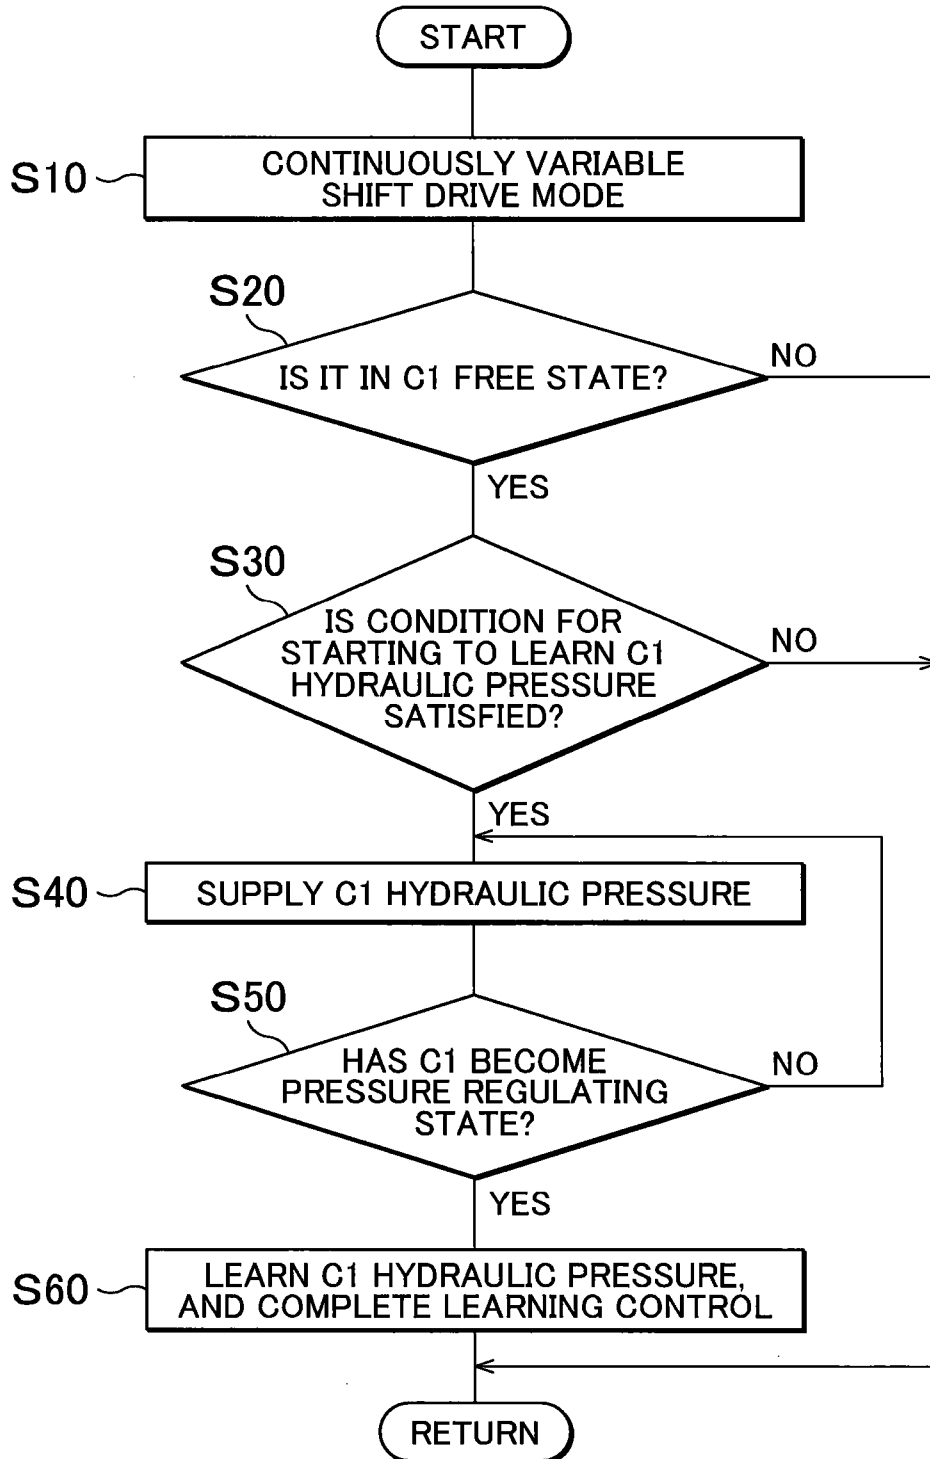 START
S10
CONTINUOUSLY VARIABLE
SHIFT DRIVE MODE
S20
IS IT IN C1 FREE STATE?
NO
YES
S30
IS CONDITION FOR
STARTING TO LEARN C1
HYDRAULIC PRESSURE
SATISFIED?
NO
YES
S40
SUPPLY C1 HYDRAULIC PRESSURE
S50
HAS C1 BECOME
PRESSURE REGULATING
STATE?
NO
YES
S60
LEARN C1 HYDRAULIC PRESSURE,
AND COMPLETE LEARNING CONTROL
RETURN